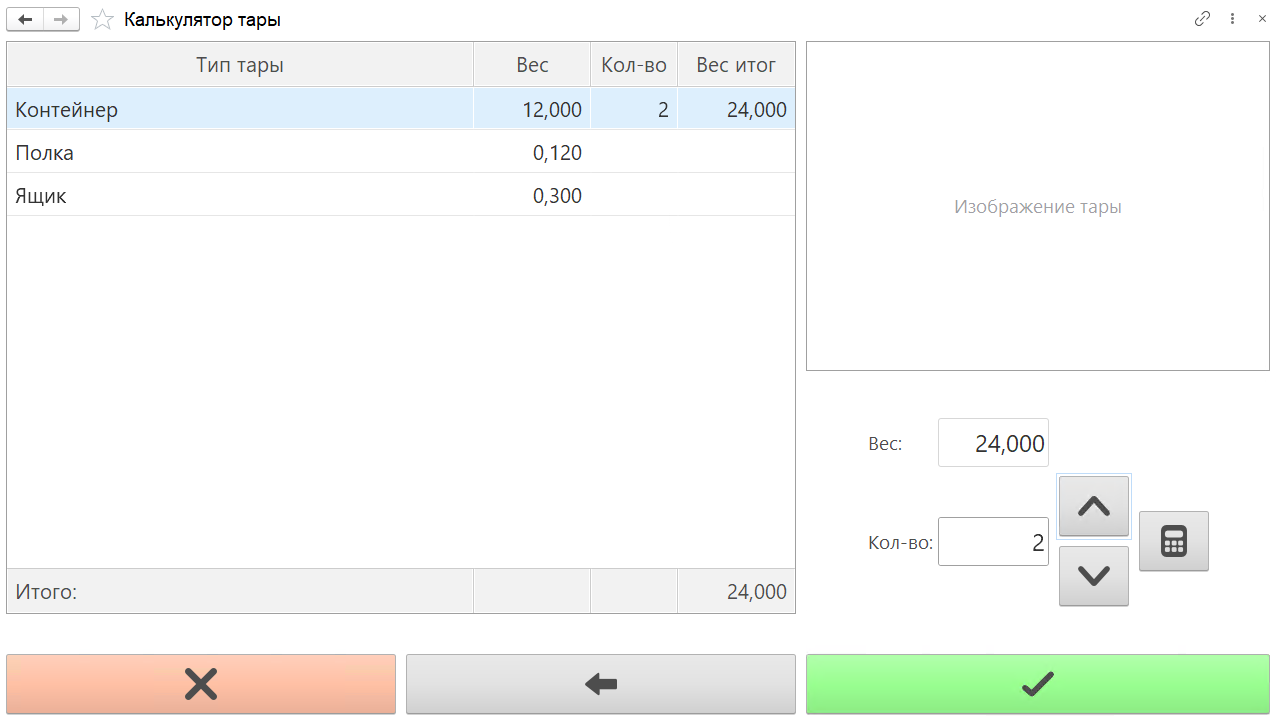 Калькулятор тары
Тип тары Вес Кол-во Вес итог
Контейнер 12,000 2 24,000
Полка 0,120
Ящик 0,300
Итого: 24,000
Изображение тары
Вес: 24,000
Кол-во: 2